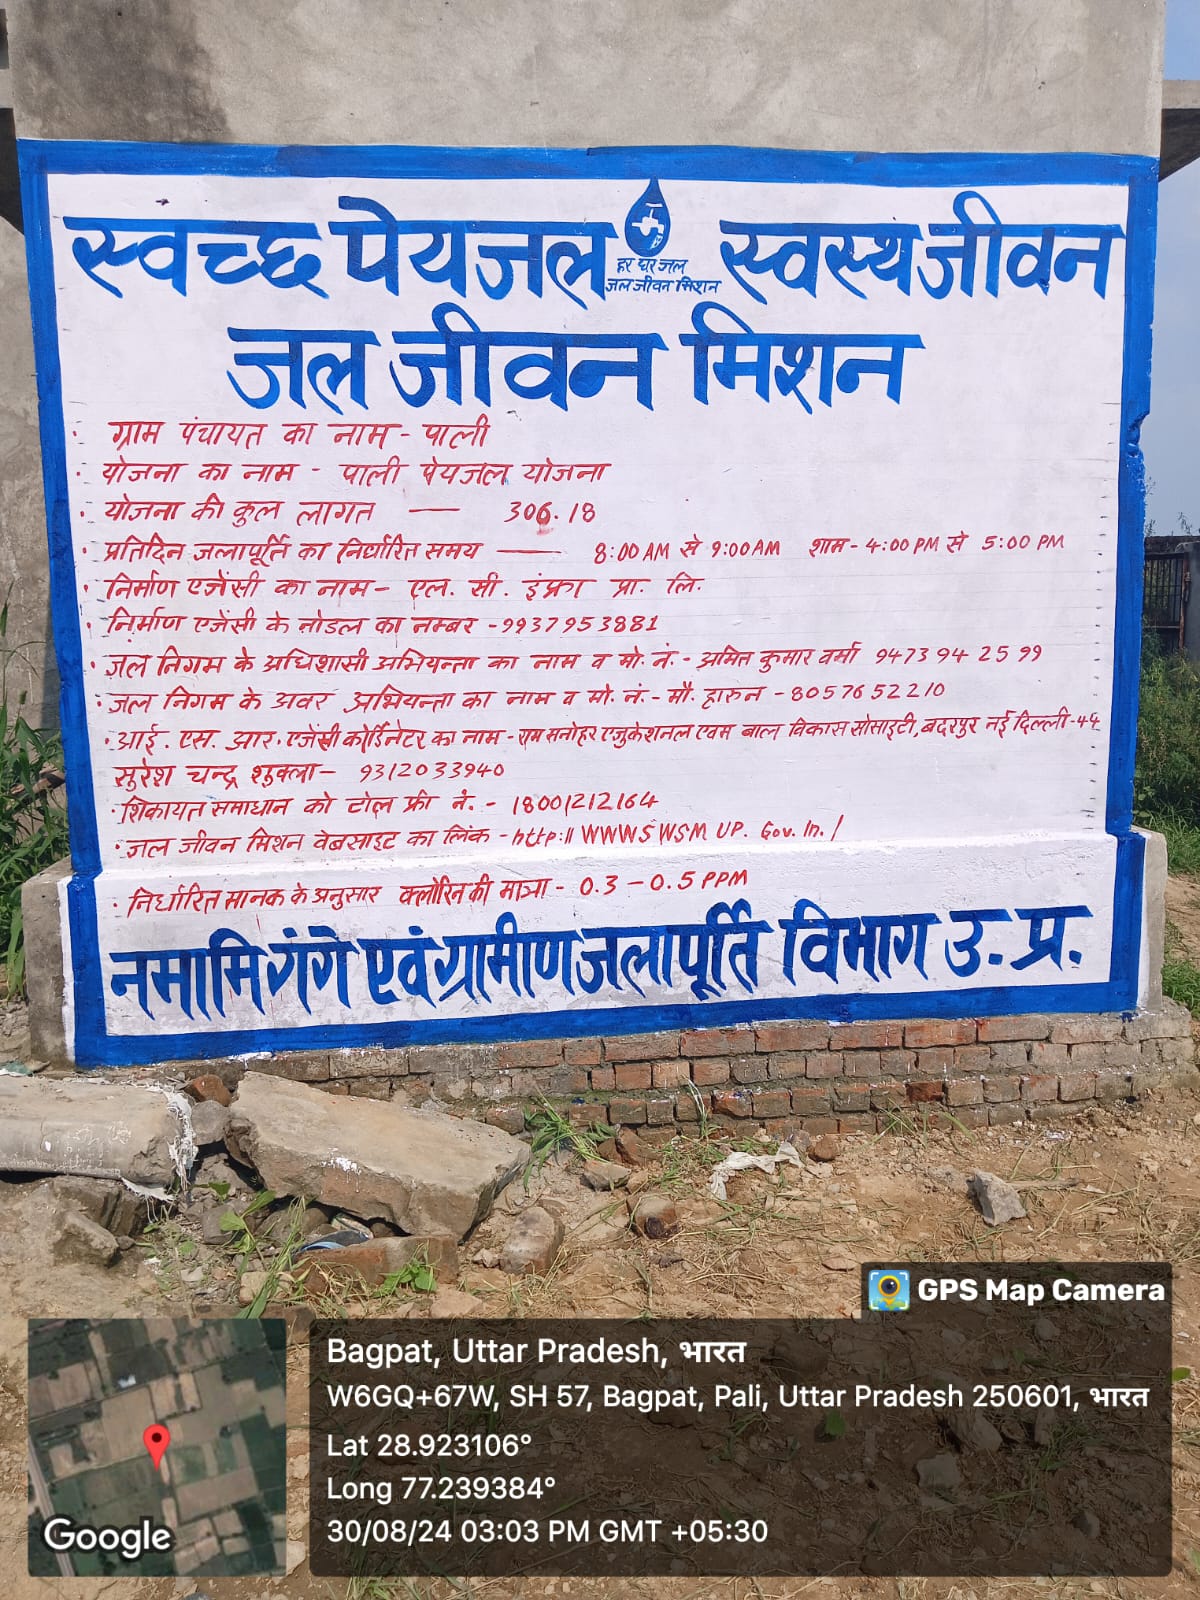 स्वच्छ पेयजल स्वस्थ जीवन
हर घर जल
जल जीवन मिशन
जल जीवन मिशन
· ग्राम पंचायत का नाम - पाली
· योजना का नाम - पाली पेयजल योजना
· योजना की कुल लागत — 306.18
· प्रतिदिन जलापूर्ति का निर्धारित समय — 8:00 AM से 9:00AM शाम - 4:00 PM से 5:00 PM
· निर्माण एजेंसी का नाम - एल. सी. इंफ्रा प्रा. लि.
· निर्माण एजेंसी के नोडल का नम्बर - 9937953881
· जल निगम के अधिशासी अभियन्ता का नाम व मो. नं. - अमित कुमार वर्मा 9473942599
· जल निगम के अवर अभियन्ता का नाम व मो. नं. - मौ. हारुन - 8057652210
· आई. एस. आर. एजेंसी कोर्डिनेटर का नाम - राम मनोहर एजुकेशनल एवम बाल विकास सोसाइटी, बदरपुर नई दिल्ली - 44
सुरेश चन्द्र शुक्ला - 9312033940
· शिकायत समाधान को टोल फ्री नं. - 18001212164
· जल जीवन मिशन वेबसाइट का लिंक - http:// WWWSWSM UP. Gov. In. /
· निर्धारित मानक के अनुसार क्लोरिन की मात्रा - 0.3 - 0.5 PPM
नमामि गंगे एवं ग्रामीण जलापूर्ति विभाग उ. प्र.
GPS Map Camera
Bagpat, Uttar Pradesh, भारत
W6GQ+67W, SH 57, Bagpat, Pali, Uttar Pradesh 250601, भारत
Lat 28.923106°
Long 77.239384°
30/08/24 03:03 PM GMT +05:30
Google